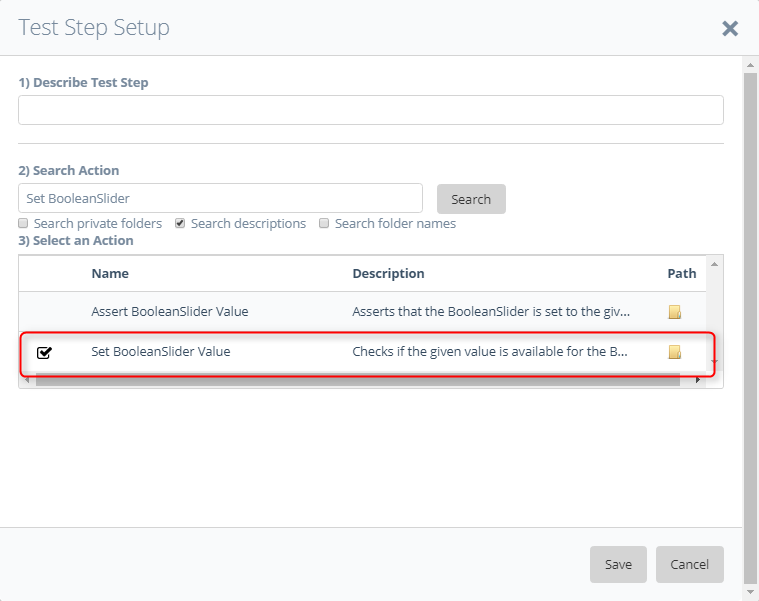 Test Step Setup
1) Describe Test Step
2) Search Action
Set BooleanSlider
Search
Search private folders Search descriptions Search folder names
3) Select an Action
Name Description Path
Assert BooleanSlider Value Asserts that the BooleanSlider is set to the giv...
Set BooleanSlider Value Checks if the given value is available for the B...
Save Cancel